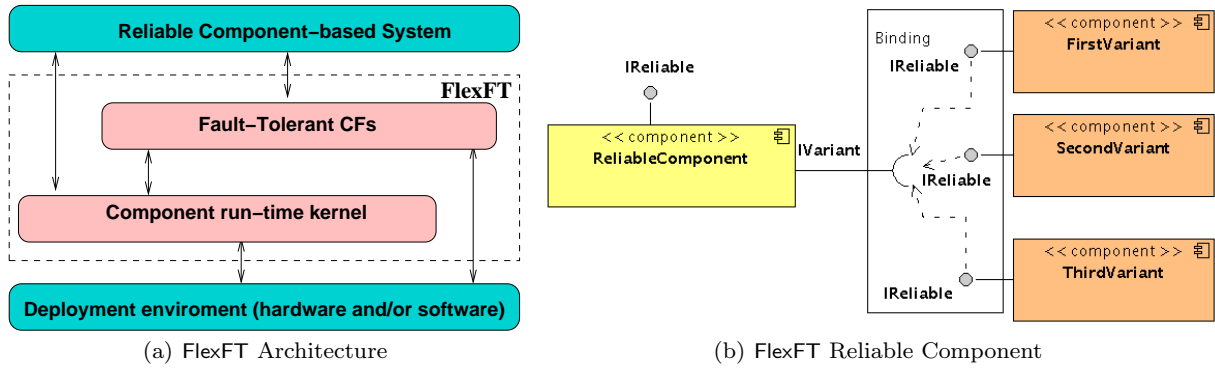 Reliable Component-based System
FlexFT
Fault-Tolerant CFs
Component run-time kernel
Deployment enviroment (hardware and/or software)
(a) FlexFT Architecture
IReliable
<< component >>
ReliableComponent
IVariant
Binding
IReliable
IReliable
IReliable
<< component >>
FirstVariant
<< component >>
SecondVariant
<< component >>
ThirdVariant
(b) FlexFT Reliable Component